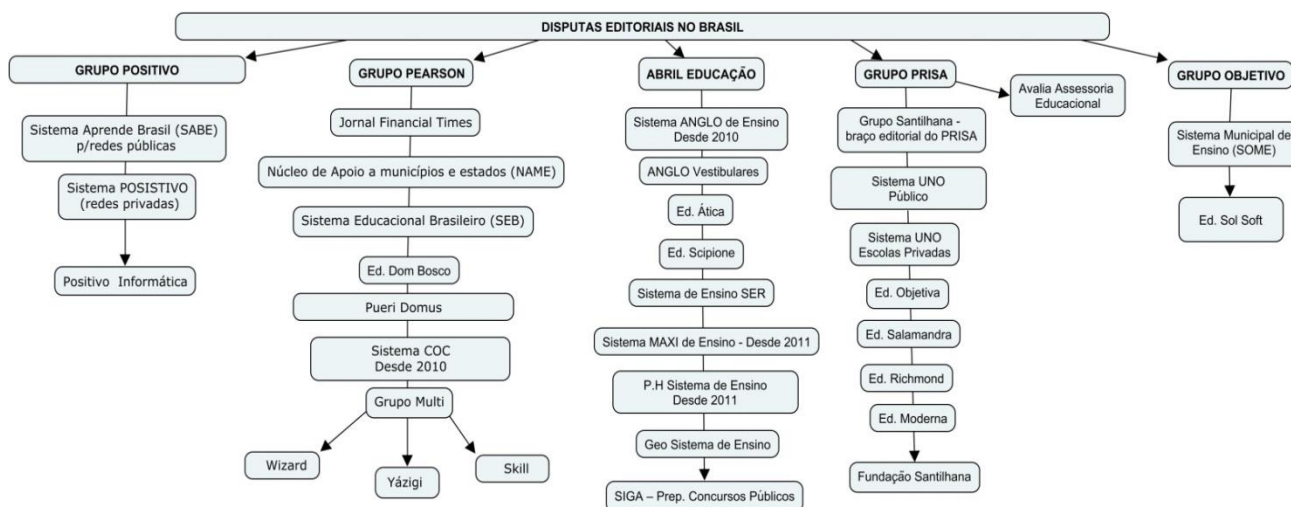 DISPUTAS EDITORIAIS NO BRASIL
GRUPO POSITIVO
Sistema Aprende Brasil (SABE)
p/redes públicas
Sistema POSISTIVO
(redes privadas)
Positivo Informática
GRUPO PEARSON
Jornal Financial Times
Núcleo de Apoio a municípios e estados (NAME)
Sistema Educacional Brasileiro (SEB)
Ed. Dom Bosco
Pueri Domus
Sistema COC
Desde 2010
Grupo Multi
Wizard
Yázigi
Skill
ABRIL EDUCAÇÃO
Sistema ANGLO de Ensino
Desde 2010
ANGLO Vestibulares
Ed. Ática
Ed. Scipione
Sistema de Ensino SER
Sistema MAXI de Ensino - Desde 2011
P.H Sistema de Ensino
Desde 2011
Geo Sistema de Ensino
SIGA – Prep. Concursos Públicos
GRUPO PRISA
Avalia Assessoria
Educacional
Grupo Santilhana -
braço editorial do PRISA
Sistema UNO
Público
Sistema UNO
Escolas Privadas
Ed. Objetiva
Ed. Salamandra
Ed. Richmond
Ed. Moderna
Fundação Santilhana
GRUPO OBJETIVO
Sistema Municipal de
Ensino (SOME)
Ed. Sol Soft